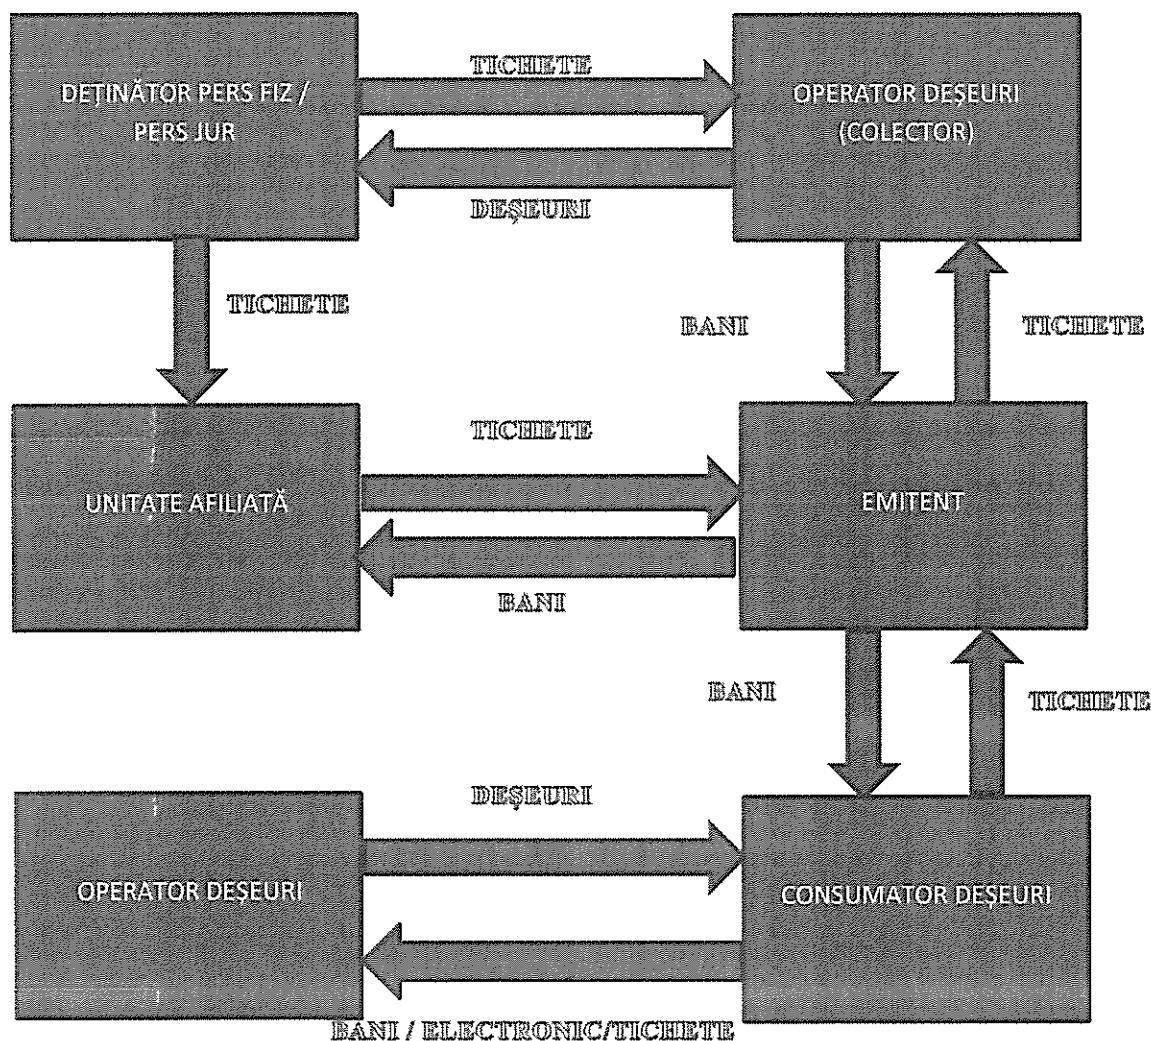 TICHETE
DEȚINĂTOR PERS FIZ /
PERS JUR
OPERATOR DEȘEURI
(COLECTOR)
DEȘEURI
TICHETE
BANI
TICHETE
TICHETE
UNITATE AFILIATĂ
EMITENT
BANI
BANI
TICHETE
DEȘEURI
OPERATOR DEȘEURI
CONSUMATOR DEȘEURI
BANI / ELECTRONIC/TICHETE